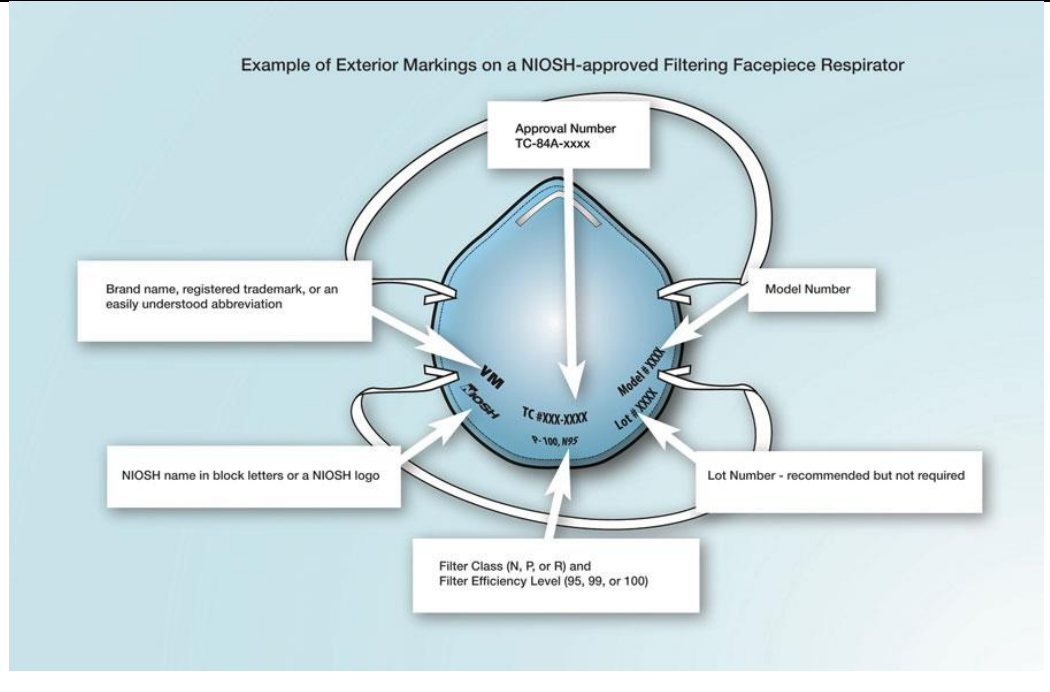 Example of Exterior Markings on a NIOSH-approved Filtering Facepiece Respirator
Approval Number
TC-84A-xxxx
Brand name, registered trademark, or an
easily understood abbreviation
Model Number
VM
NIOSH
TC #XXX-XXXX
P-100, N95
Model # XXXX
Lot # XXXX
NIOSH name in block letters or a NIOSH logo
Lot Number - recommended but not required
Filter Class (N, P, or R) and
Filter Efficiency Level (95, 99, or 100)